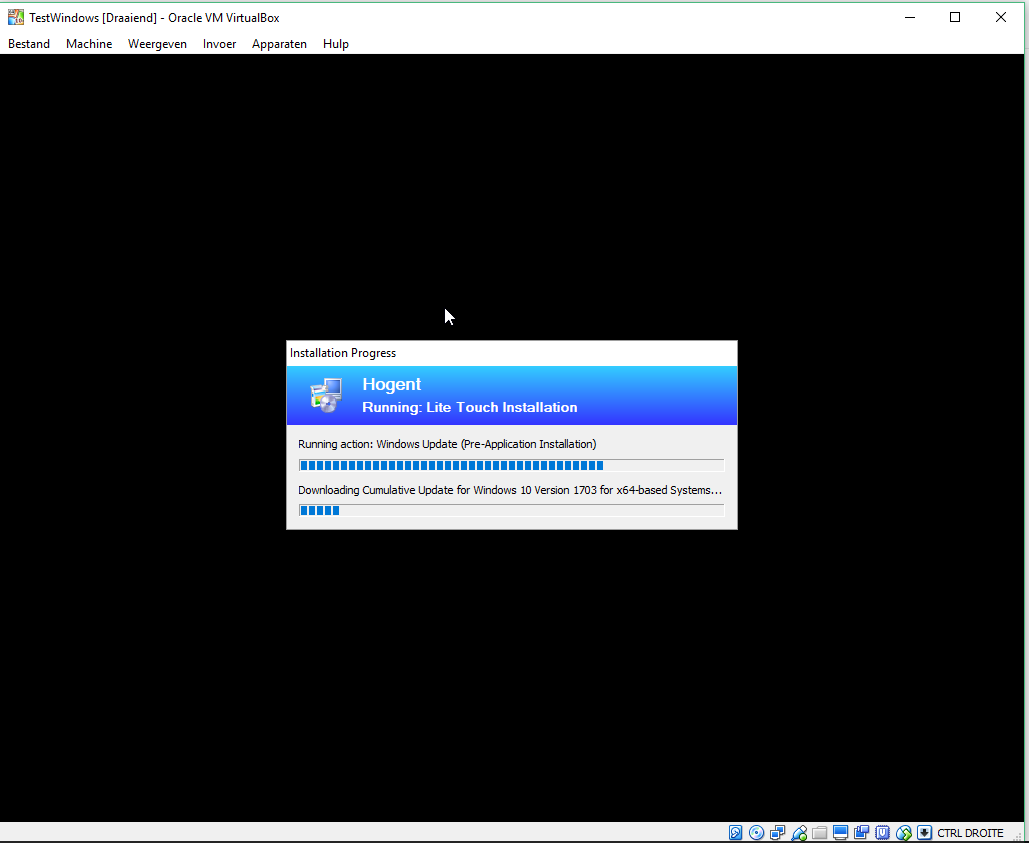 TestWindows [Draaiend] - Oracle VM VirtualBox
Bestand Machine Weergeven Invoer Apparaten Hulp
Installation Progress
Hogent
Running: Lite Touch Installation
Running action: Windows Update (Pre-Application Installation)
Downloading Cumulative Update for Windows 10 Version 1703 for x64-based Systems...
CTRL DROITE